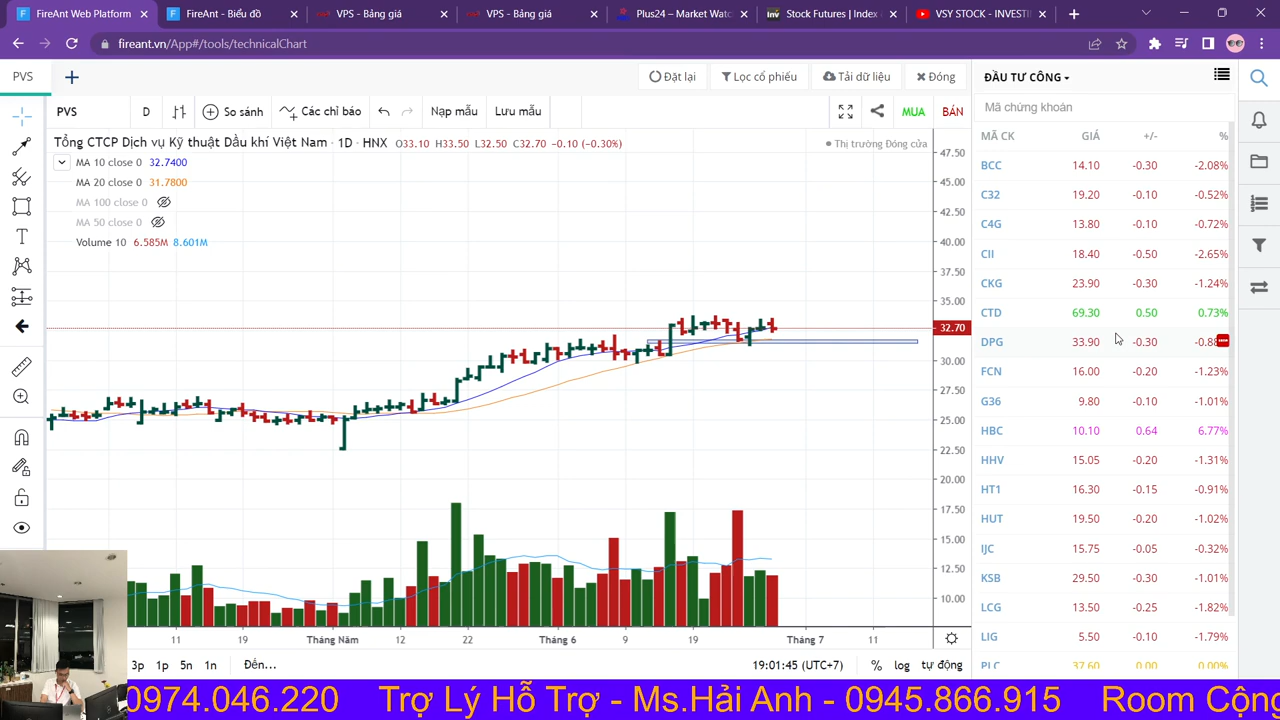 FireAnt Web Platform
FireAnt - Biểu đồ
VPS - Bảng giá
VPS - Bảng giá
Plus24 – Market Watc
Stock Futures | Index
VSY STOCK - INVESTI
fireant.vn/App#/tools/technicalChart
PVS
Đặt lại
Lọc cổ phiếu
Tải dữ liệu
Đóng
PVS
D
So sánh
Các chỉ báo
Nạp mẫu
Lưu mẫu
MUA
BÁN
Tổng CTCP Dịch vụ Kỹ thuật Dầu khí Việt Nam · 1D · HNX O33.10 H33.50 L32.50 C32.70 -0.10 (-0.30%)
Thị trường Đóng cửa
MA 10 close 0 32.7400
MA 20 close 0 31.7800
MA 100 close 0
MA 50 close 0
Volume 10 6.585M 8.601M
47.50
45.00
42.50
40.00
37.50
35.00
32.70
30.00
27.50
25.00
22.50
20.00
17.50
15.00
12.50
10.00
11
19
Tháng Năm
12
22
Tháng 6
9
19
Tháng 7
11
3p 1p 5n 1n
Đến...
19:01:45 (UTC+7)
% log tự động
ĐẦU TƯ CÔNG
Mã chứng khoán
MÃ CK GIÁ +/- %
BCC 14.10 -0.30 -2.08%
C32 19.20 -0.10 -0.52%
C4G 13.80 -0.10 -0.72%
CII 18.40 -0.50 -2.65%
CKG 23.90 -0.30 -1.24%
CTD 69.30 0.50 0.73%
DPG 33.90 -0.30
FCN 16.00 -0.20 -1.23%
G36 9.80 -0.10 -1.01%
HBC 10.10 0.64 6.77%
HHV 15.05 -0.20 -1.31%
HT1 16.30 -0.15 -0.91%
HUT 19.50 -0.20 -1.02%
IJC 15.75 -0.05 -0.32%
KSB 29.50 -0.30 -1.01%
LCG 13.50 -0.25 -1.82%
LIG 5.50 -0.10 -1.79%
PLC 37.60 0.00 0.00%
0974.046.220 Trợ Lý Hỗ Trợ - Ms.Hải Anh - 0945.866.915 Room Cộng